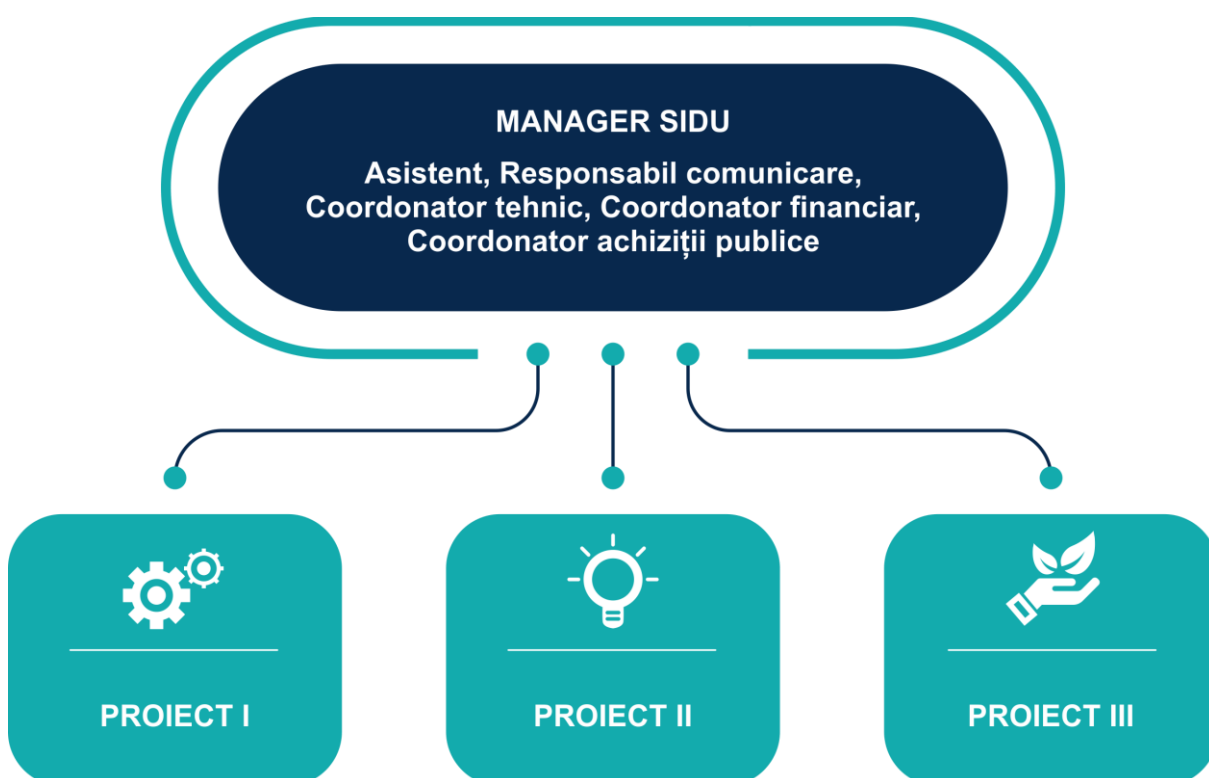 MANAGER SIDU
Asistent, Responsabil comunicare,
Coordonator tehnic, Coordonator financiar,
Coordonator achiziții publice
PROIECT I
PROIECT II
PROIECT III